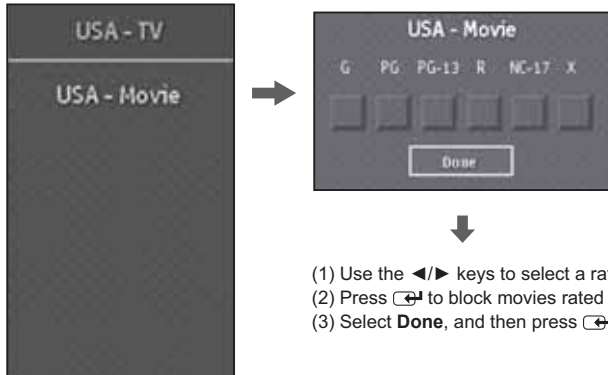 USA - TV
USA - Movie
USA - Movie
G PG PG-13 R NC-17 X
Done
(1) Use the ◄/► keys to select a
(2) Press to block movies rated
(3) Select Done, and then press